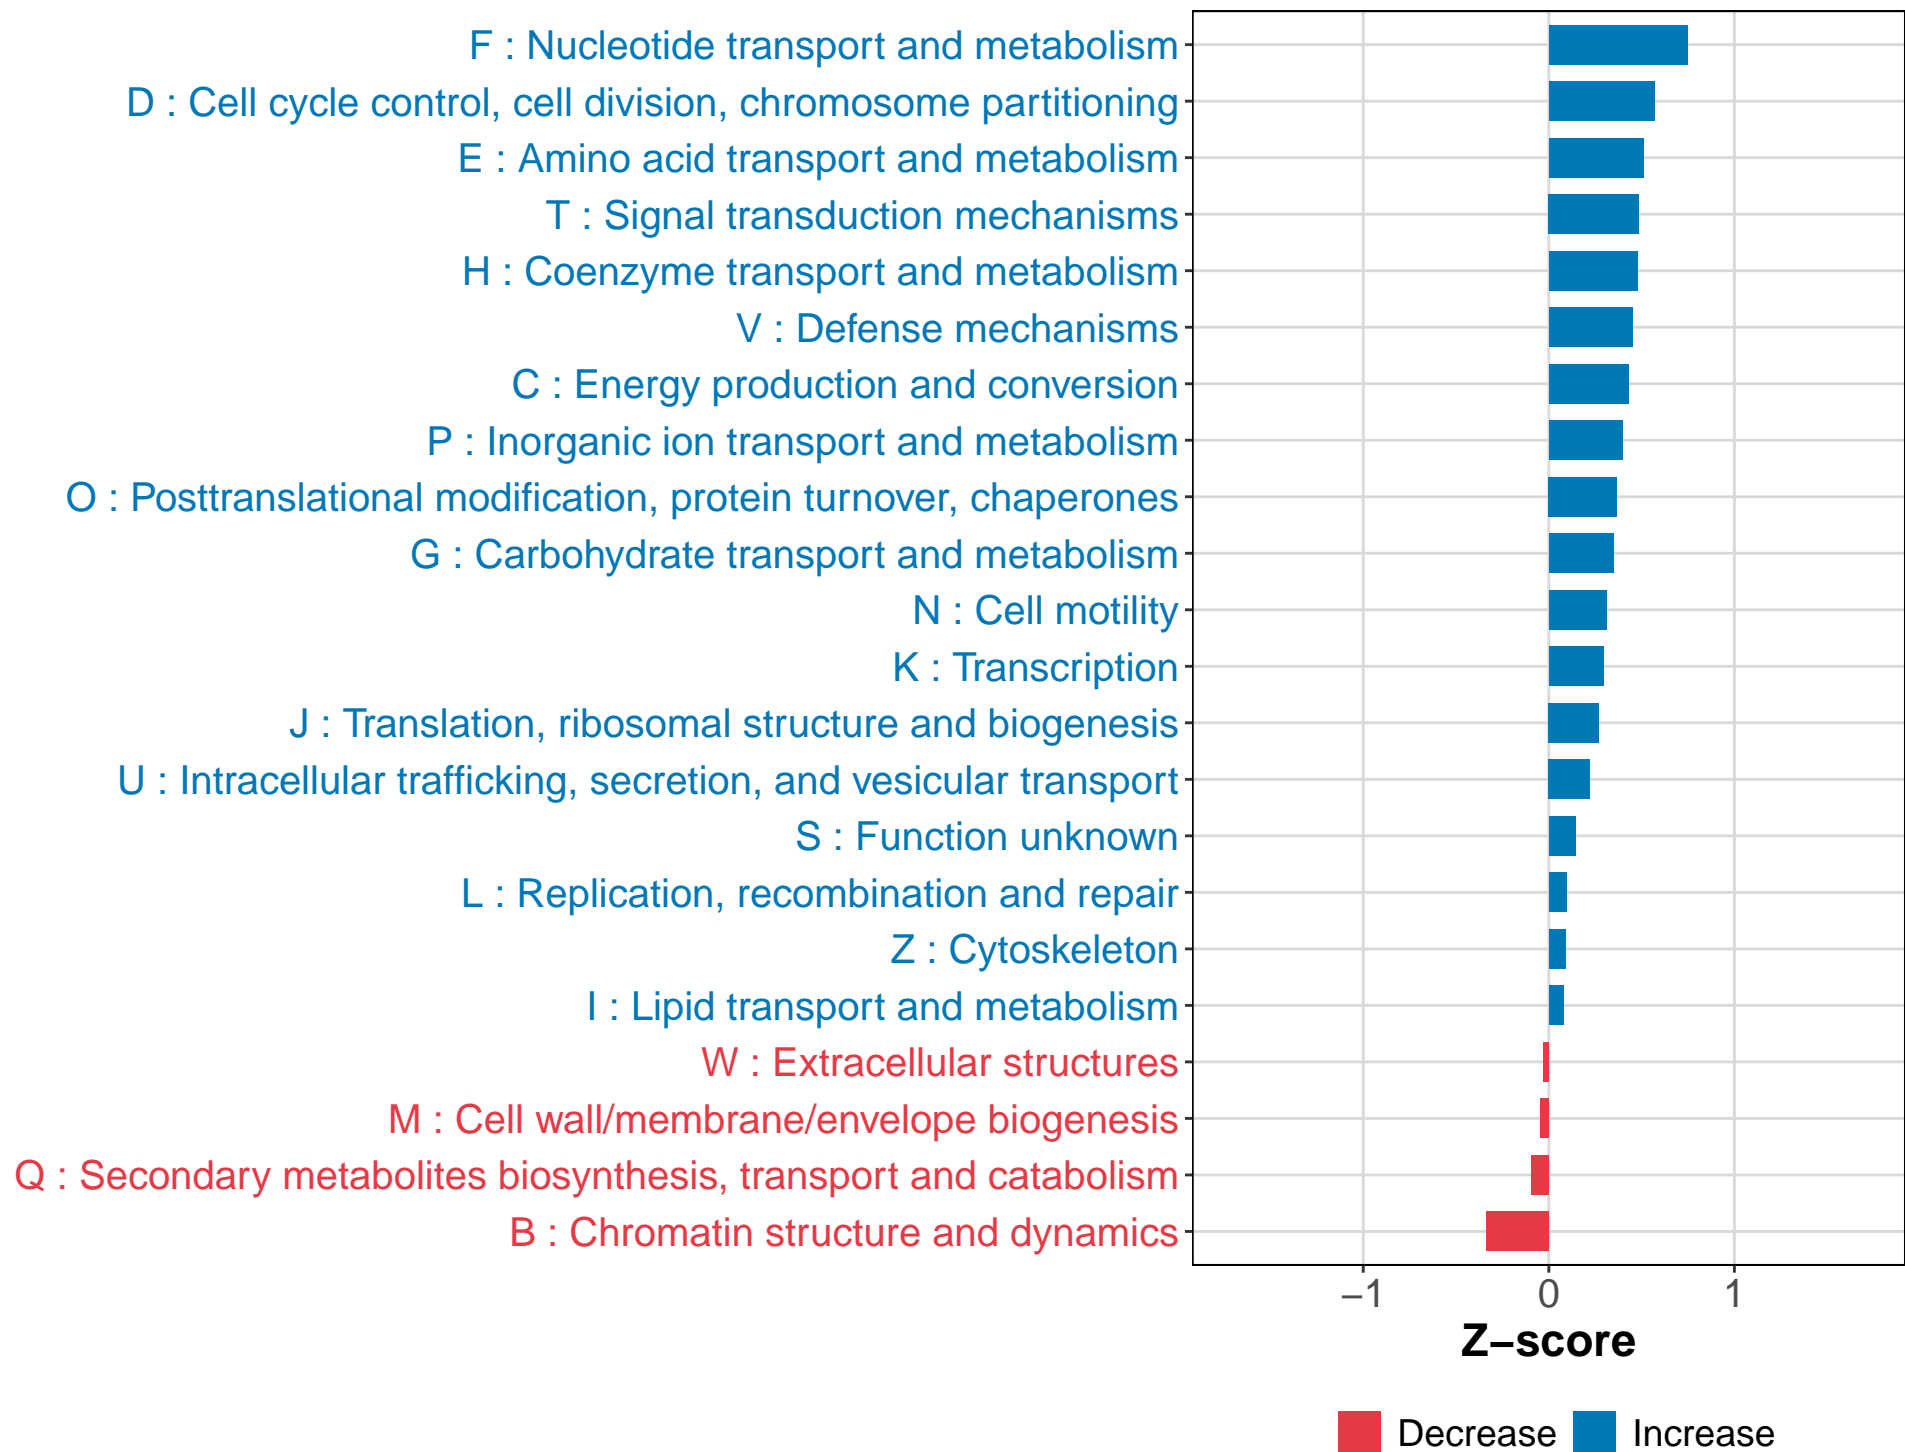 F : Nucleotide transport and metabolism
D : Cell cycle control, cell division, chromosome partitioning
E : Amino acid transport and metabolism
T : Signal transduction mechanisms
H : Coenzyme transport and metabolism
V : Defense mechanisms
C : Energy production and conversion
P : Inorganic ion transport and metabolism
O : Posttranslational modification, protein turnover, chaperones
G : Carbohydrate transport and metabolism
N : Cell motility
K : Transcription
J : Translation, ribosomal structure and biogenesis
U : Intracellular trafficking, secretion, and vesicular transport
S : Function unknown
L : Replication, recombination and repair
Z : Cytoskeleton
I : Lipid transport and metabolism
W : Extracellular structures
M : Cell wall/membrane/envelope biogenesis
Q : Secondary metabolites biosynthesis, transport and catabolism
B : Chromatin structure and dynamics
−1 0 1
Z−score
Decrease Increase